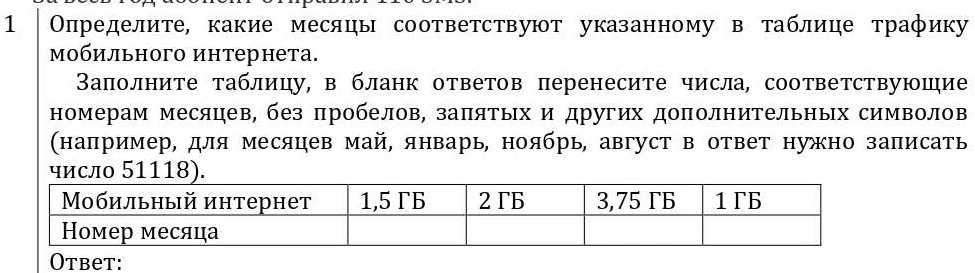 1 Определите, какие месяцы соответствуют указанному в таблице трафику
мобильного интернета.
Заполните таблицу, в бланк ответов перенесите числа, соответствующие
номерам месяцев, без пробелов, запятых и других дополнительных символов
(например, для месяцев май, январь, ноябрь, август в ответ нужно записать
число 51118).
Мобильный интернет 1,5 ГБ 2 ГБ 3,75 ГБ 1 ГБ
Номер месяца
Ответ: